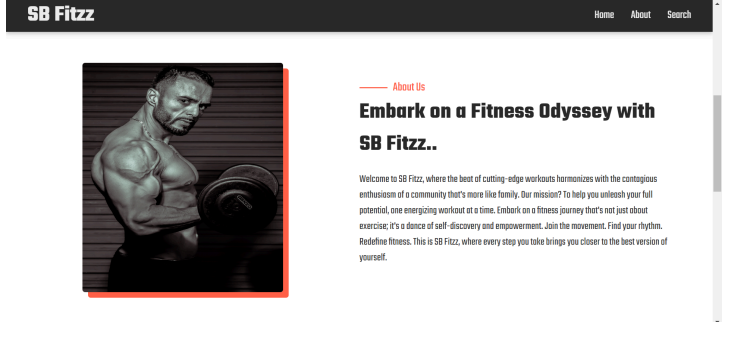 SB Fitzz
Home About Search
About Us
Embark on a Fitness Odyssey with
SB Fitzz..
Welcome to SB Fitzz, where the beat of cutting-edge workouts harmonizes with the contagious
enthusiasm of a community that's more like family. Our mission? To help you unleash your full
potential, one energizing workout at a time. Embark on a fitness journey that's not just about
exercise; it's a dance of self-discovery and empowerment. Join the movement. Find your rhythm.
Redefine fitness. This is SB Fitzz, where every step you take brings you closer to the best version of
yourself.